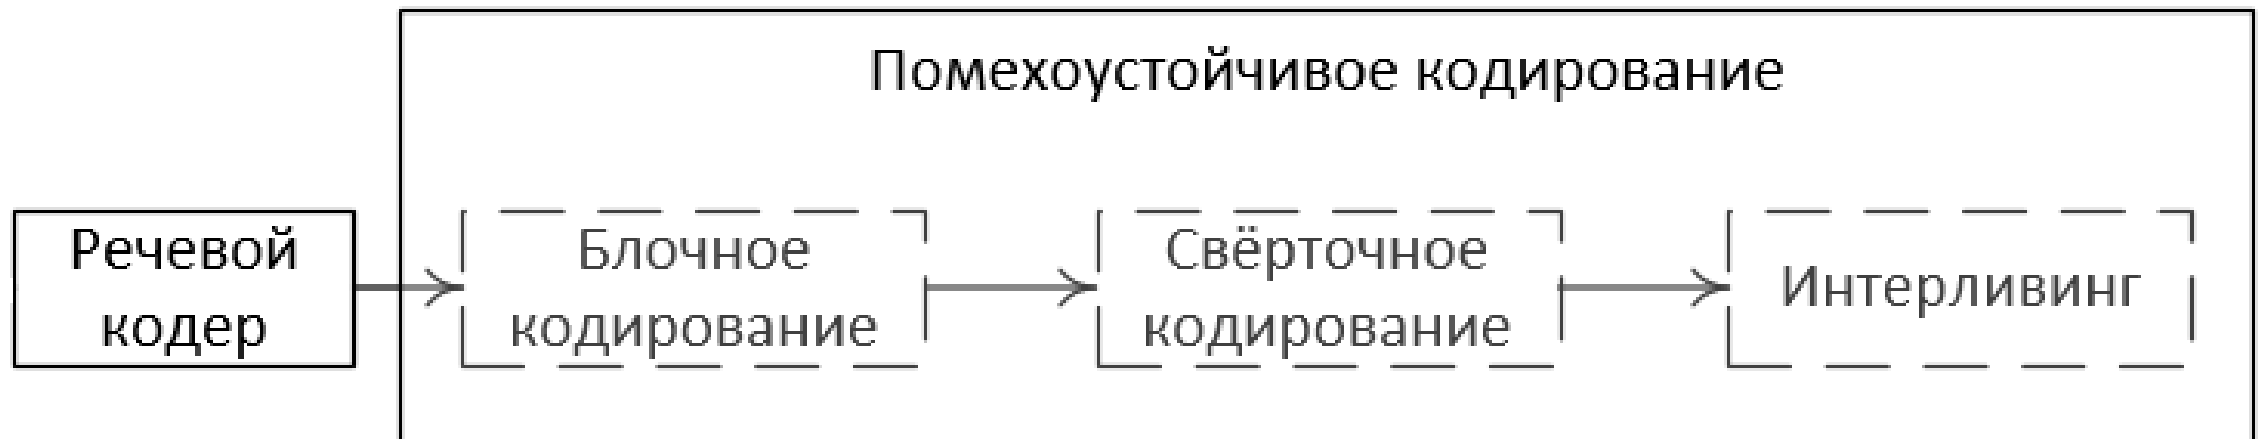 Помехоустойчивое кодирование
Речевой
кодер
Блочное
кодирование
Свёрточное
кодирование
Интерливинг